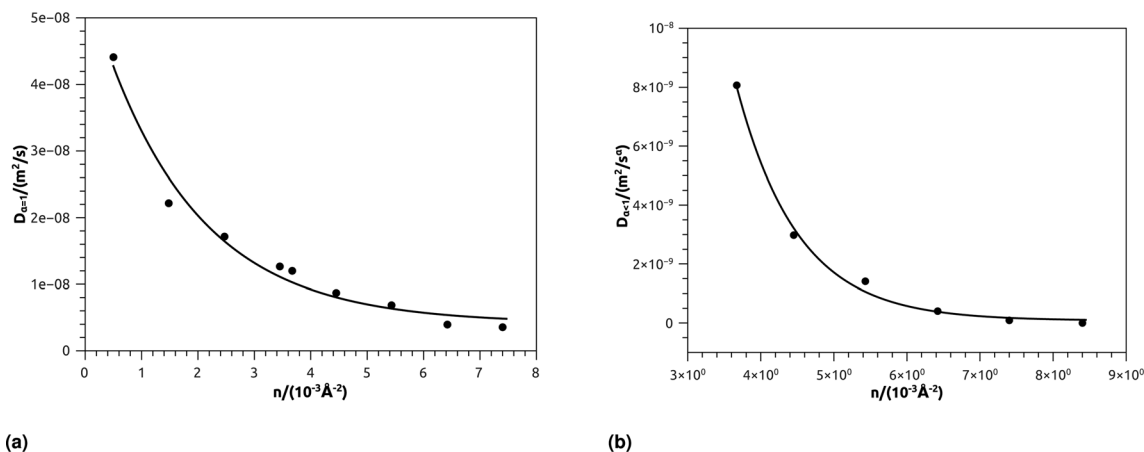 5e−08
4e−08
3e−08
2e−08
1e−08
0
D_{α=1}/(m²/s)
0 1 2 3 4 5 6 7 8
n/(10⁻³Å⁻²)
(a)
10⁻⁸
8×10⁻⁹
6×10⁻⁹
4×10⁻⁹
2×10⁻⁹
0
D_{α<1}/(m²/s^α)
3×10⁰ 4×10⁰ 5×10⁰ 6×10⁰ 7×10⁰ 8×10⁰ 9×10⁰
n/(10⁻³Å⁻²)
(b)